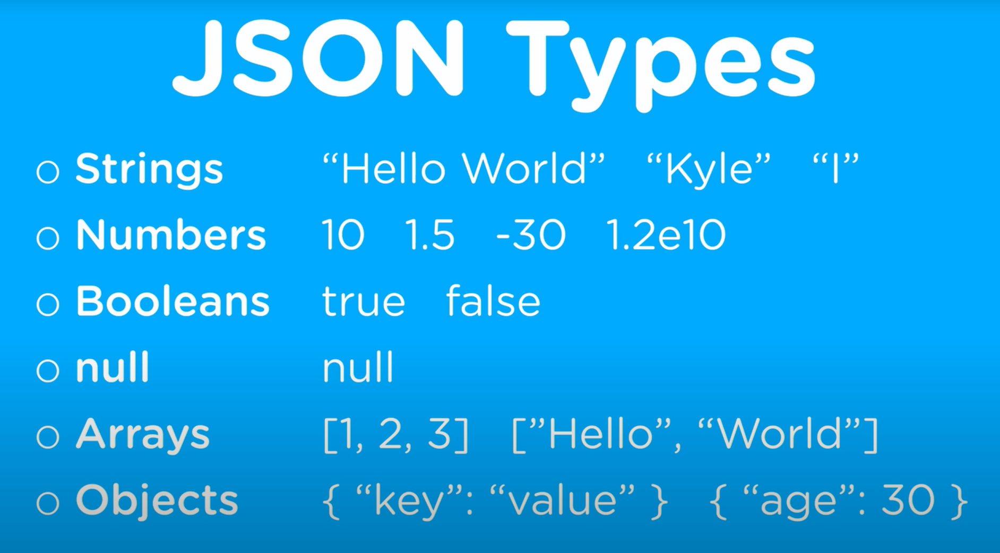 JSON Types
Strings “Hello World” “Kyle” “I”
Numbers 10 1.5 -30 1.2e10
Booleans true false
null null
Arrays [1, 2, 3] [”Hello”, “World”]
Objects { “key”: “value” } { “age”: 30 }